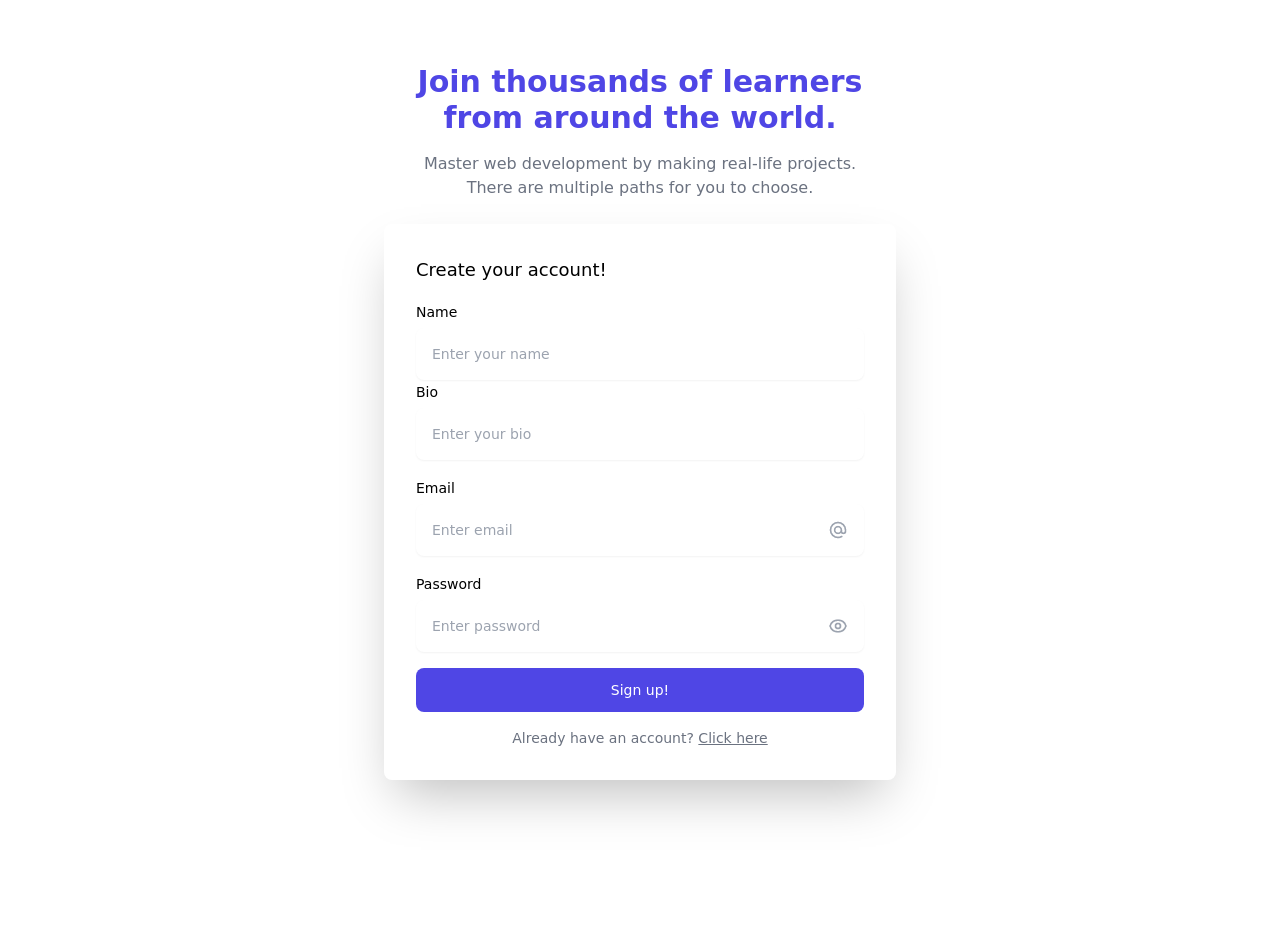 Join thousands of learners
from around the world.
Master web development by making real-life projects.
There are multiple paths for you to choose.
Create your account!
Name
Enter your name
Bio
Enter your bio
Email
Enter email
Password
Enter password
Sign up!
Already have an account? Click here